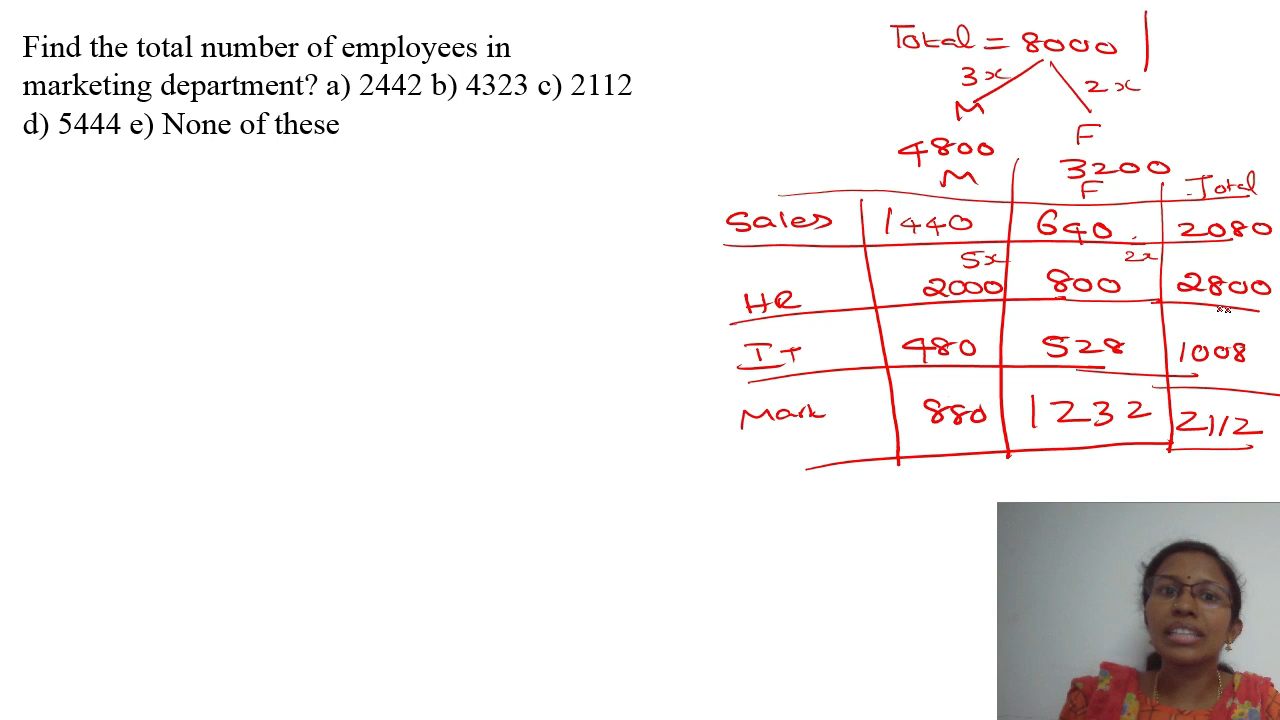 Find the total number of employees in
marketing department? a) 2442 b) 4323 c) 2112
d) 5444 e) None of these
Total = 8000
3x 2x
M F
4800 3200
M F Total
Sales 1440 640 2080
5x 2x
HR 2000 800 2800
IT 480 528 1008
Mark 880 1232 2112